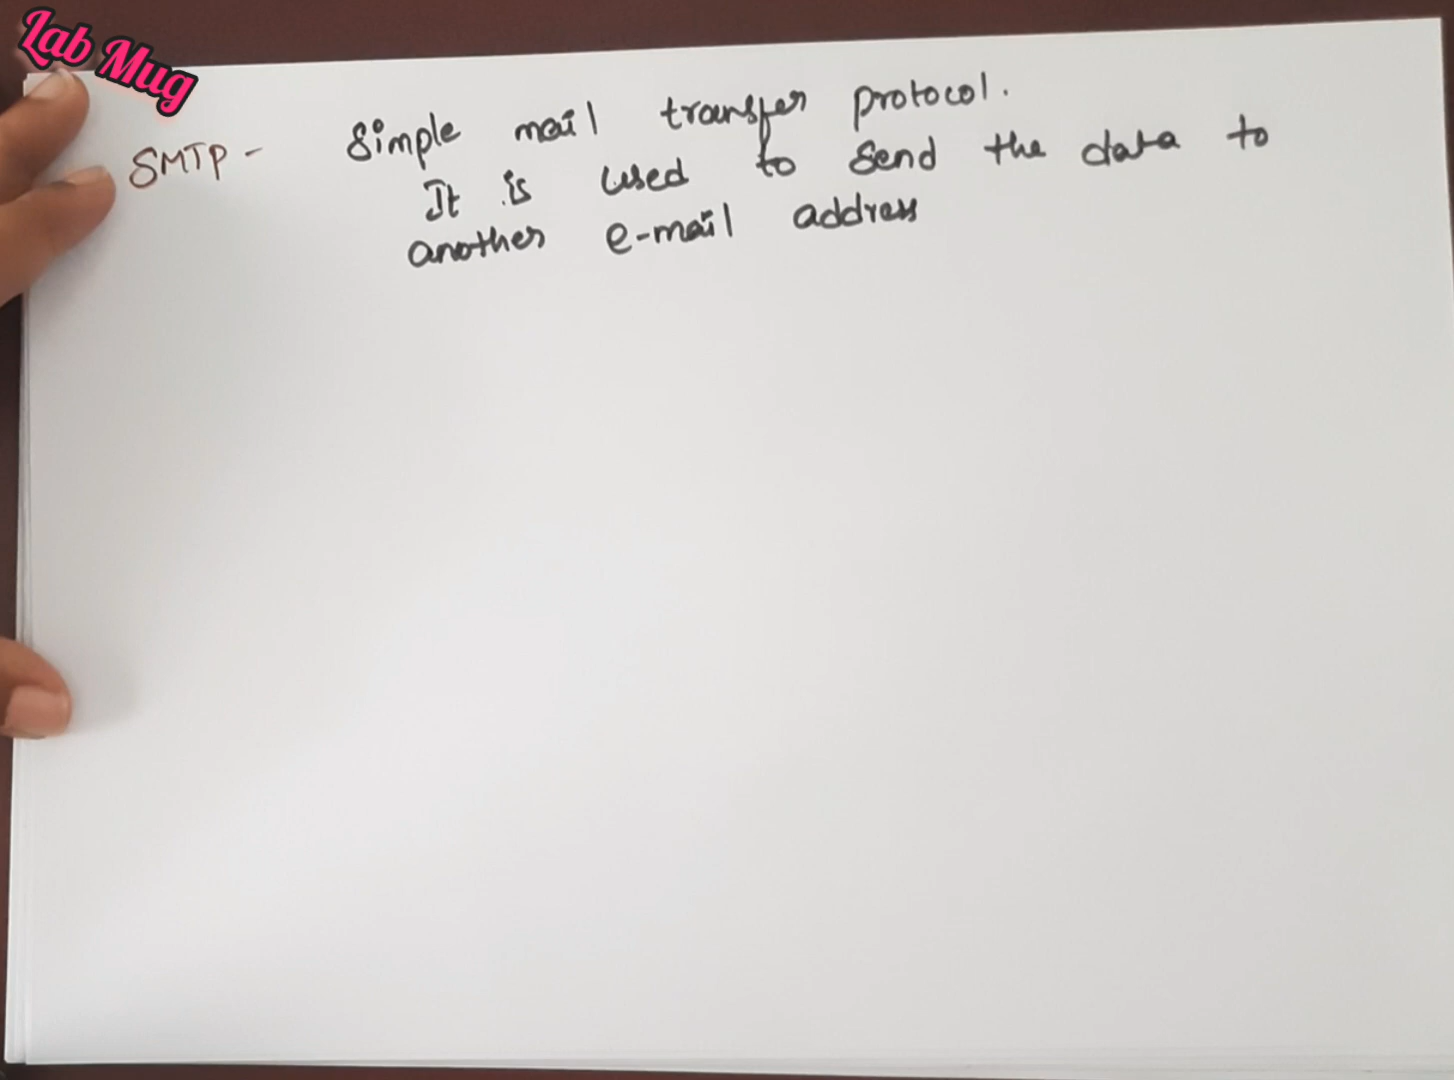 Lab Mug
SMTP - Simple mail transfer protocol.
It is used to send the data to
another e-mail address